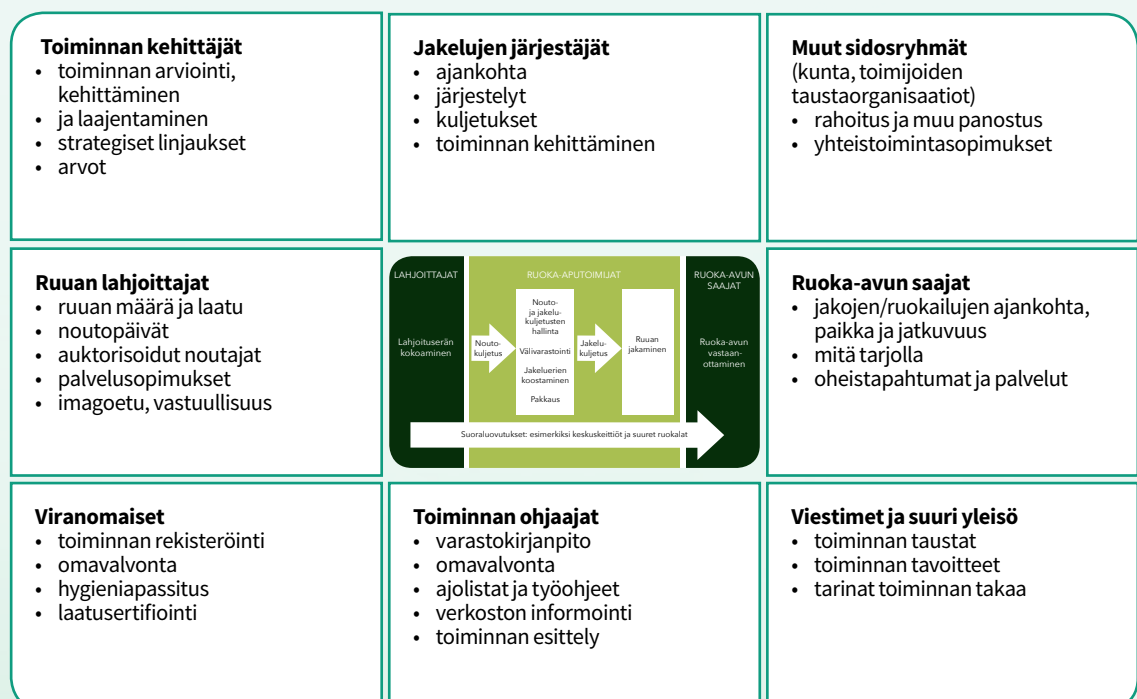 Toiminnan kehittäjät
• toiminnan arviointi,
kehittäminen
• ja laajentaminen
• strategiset linjaukset
• arvot
Jakelujen järjestäjät
• ajankohta
• järjestelyt
• kuljetukset
• toiminnan kehittäminen
Muut sidosryhmät
(kunta, toimijoiden
taustaorganisaatiot)
• rahoitus ja muu panostus
• yhteistoimintasopimukset
Ruuan lahjoittajat
• ruuan määrä ja laatu
• noutopäivät
• auktorisoidut noutajat
• palvelusopimukset
• imagoetu, vastuullisuus
LAHJOITTAJAT
Lahjoituserän
kokoaminen
RUOKA-APUTOIMIJAT
Nouto-
kuljetus
Nouto-
ja jakelu-
kuljetusten
hallinta
Välivarastointi
Jakeluerien
koostaminen
Pakkaus
Jakelu-
kuljetus
Ruuan
jakaminen
RUOKA-AVUN
SAAJAT
Ruoka-avun
vastaan-
ottaminen
Suoraluovutukset: esimerkiksi keskuskeittiöt ja suuret ruokalat
Ruoka-avun saajat
• jakojen/ruokailujen ajankohta,
paikka ja jatkuvuus
• mitä tarjolla
• oheistapahtumat ja palvelut
Viranomaiset
• toiminnan rekisteröinti
• omavalvonta
• hygieniapassitus
• laatusertifiointi
Toiminnan ohjaajat
• varastokirjanpito
• omavalvonta
• ajolistat ja työohjeet
• verkoston informointi
• toiminnan esittely
Viestimet ja suuri yleisö
• toiminnan taustat
• toiminnan tavoitteet
• tarinat toiminnan takaa